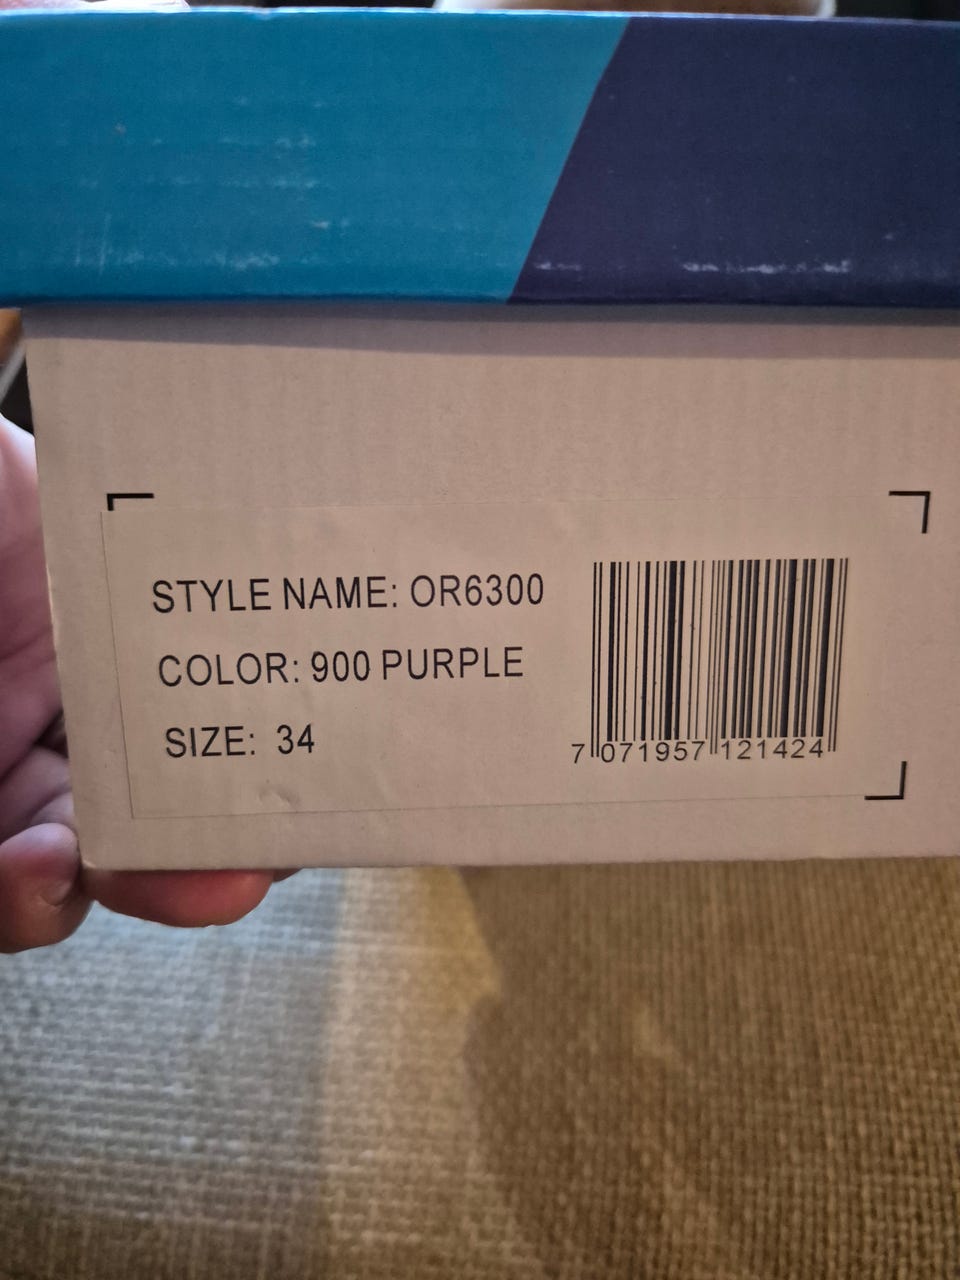 STYLE NAME: OR6300
COLOR: 900 PURPLE
SIZE: 34
7 071957 121424